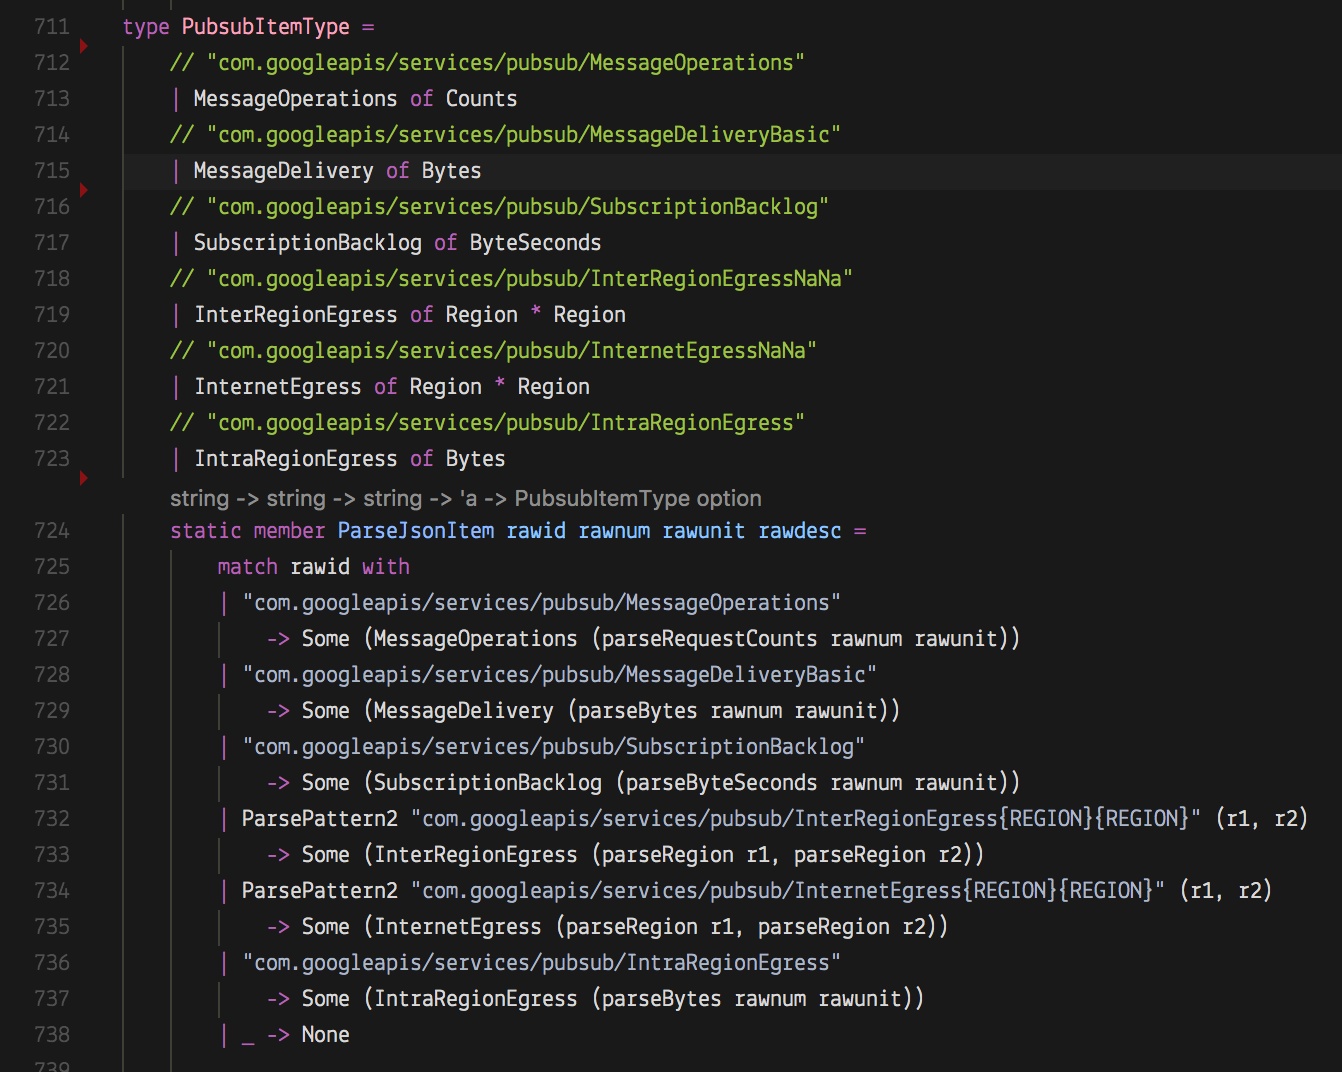 711 type PubsubItemType =
712 // "com.googleapis/services/pubsub/MessageOperations"
713 | MessageOperations of Counts
714 // "com.googleapis/services/pubsub/MessageDeliveryBasic"
715 | MessageDelivery of Bytes
716 // "com.googleapis/services/pubsub/SubscriptionBacklog"
717 | SubscriptionBacklog of ByteSeconds
718 // "com.googleapis/services/pubsub/InterRegionEgressNaNa"
719 | InterRegionEgress of Region * Region
720 // "com.googleapis/services/pubsub/InternetEgressNaNa"
721 | InternetEgress of Region * Region
722 // "com.googleapis/services/pubsub/IntraRegionEgress"
723 | IntraRegionEgress of Bytes
string -> string -> string -> 'a -> PubsubItemType option
724 static member ParseJsonItem rawid rawnum rawunit rawdesc =
725 match rawid with
726 | "com.googleapis/services/pubsub/MessageOperations"
727 -> Some (MessageOperations (parseRequestCounts rawnum rawunit))
728 | "com.googleapis/services/pubsub/MessageDeliveryBasic"
729 -> Some (MessageDelivery (parseBytes rawnum rawunit))
730 | "com.googleapis/services/pubsub/SubscriptionBacklog"
731 -> Some (SubscriptionBacklog (parseByteSeconds rawnum rawunit))
732 | ParsePattern2 "com.googleapis/services/pubsub/InterRegionEgress{REGION}{REGION}" (r1, r2)
733 -> Some (InterRegionEgress (parseRegion r1, parseRegion r2))
734 | ParsePattern2 "com.googleapis/services/pubsub/InternetEgress{REGION}{REGION}" (r1, r2)
735 -> Some (InternetEgress (parseRegion r1, parseRegion r2))
736 | "com.googleapis/services/pubsub/IntraRegionEgress"
737 -> Some (IntraRegionEgress (parseBytes rawnum rawunit))
738 | _ -> None
739